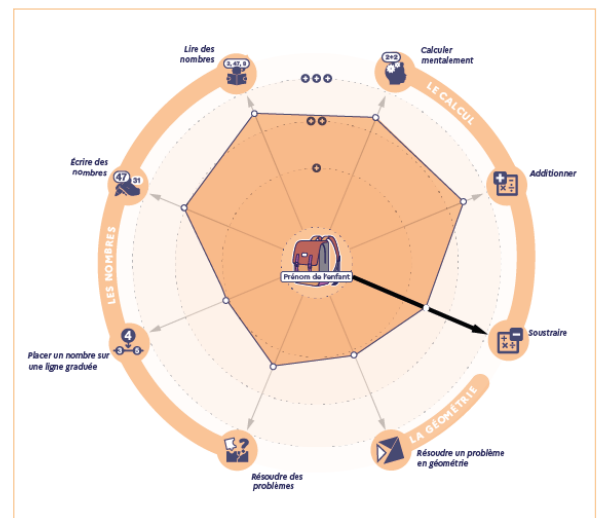 Lire des
nombres
3, 47, 8
+++
2+2
Calculer
mentalement
LE CALCUL
++
Écrire des
nombres
47 31
+
Additionner
LES NOMBRES
Prénom de l'enfant
Placer un nombre sur
une ligne graduée
4
3 5
Soustraire
LA GÉOMÉTRIE
Résoudre des
problèmes
?
Résoudre un problème
en géométrie